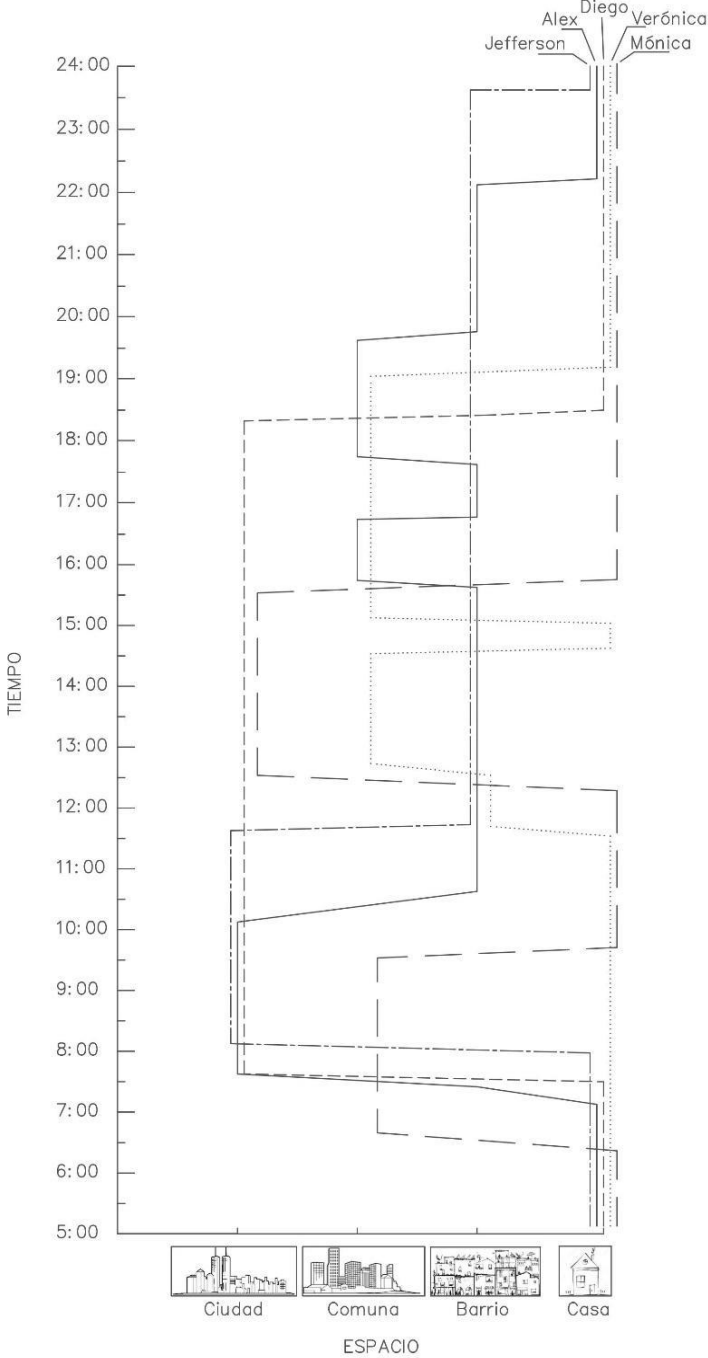 Diego
Alex
Verónica
Jefferson
Mónica
24:00
23:00
22:00
21:00
20:00
19:00
18:00
17:00
16:00
15:00
14:00
13:00
12:00
11:00
10:00
9:00
8:00
7:00
6:00
5:00
TIEMPO
Ciudad
Comuna
Barrio
Casa
ESPACIO